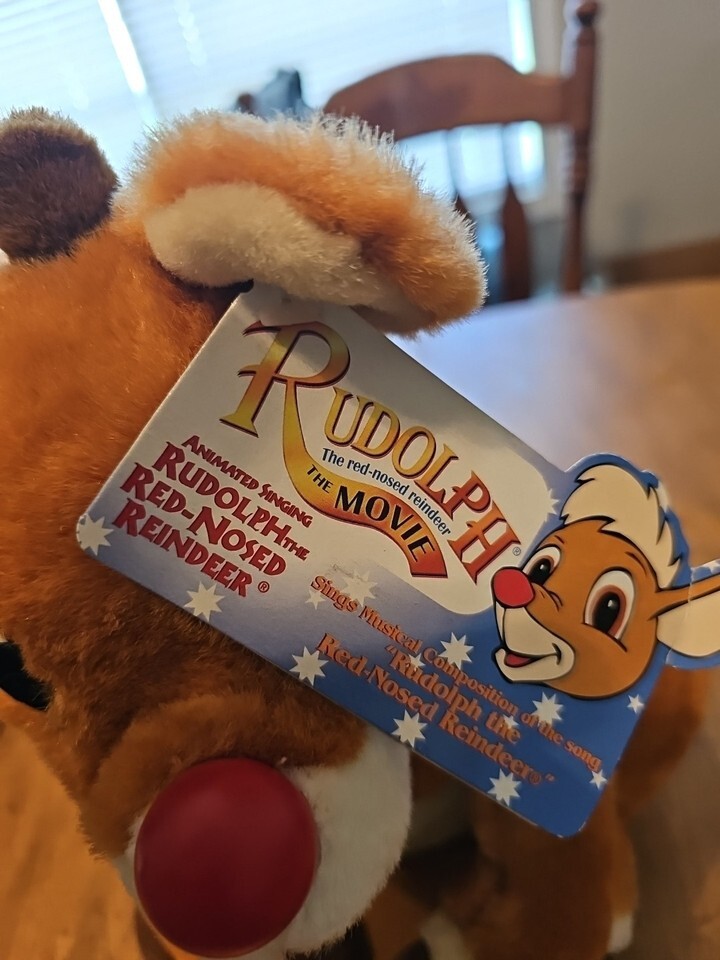 RUDOLPH®
The red-nosed reindeer
THE MOVIE
ANIMATED SINGING
RUDOLPH THE
RED-NOSED
REINDEER®
Sings Musical Composition of the song
"Rudolph the
Red-Nosed Reindeer®"